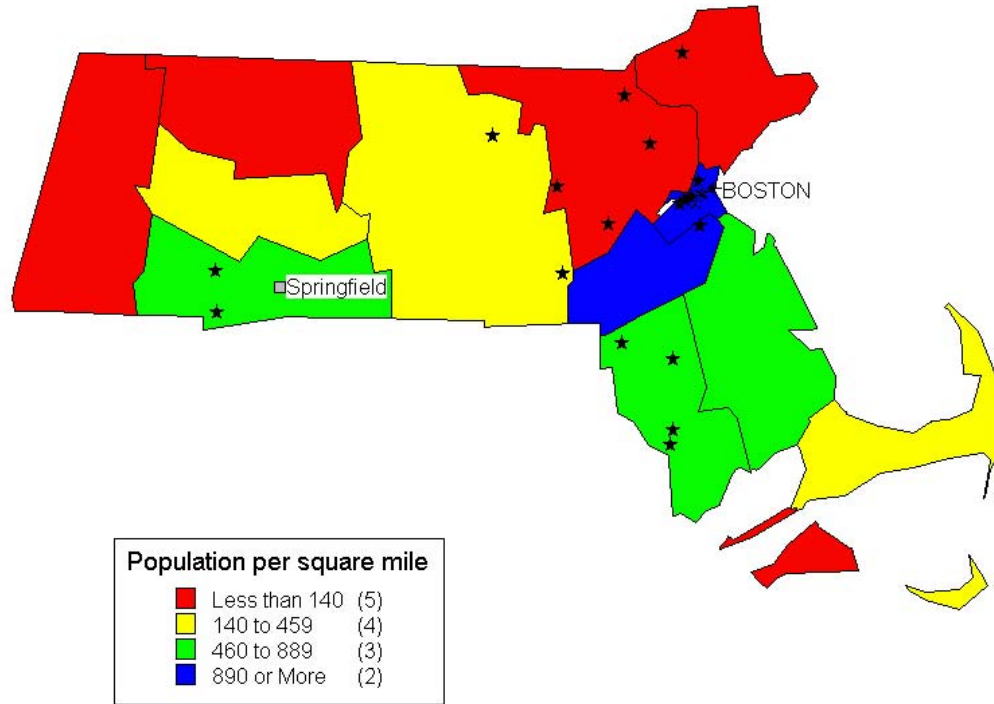 BOSTON
Springfield
Population per square mile
Less than 140 (5)
140 to 459 (4)
460 to 889 (3)
890 or More (2)